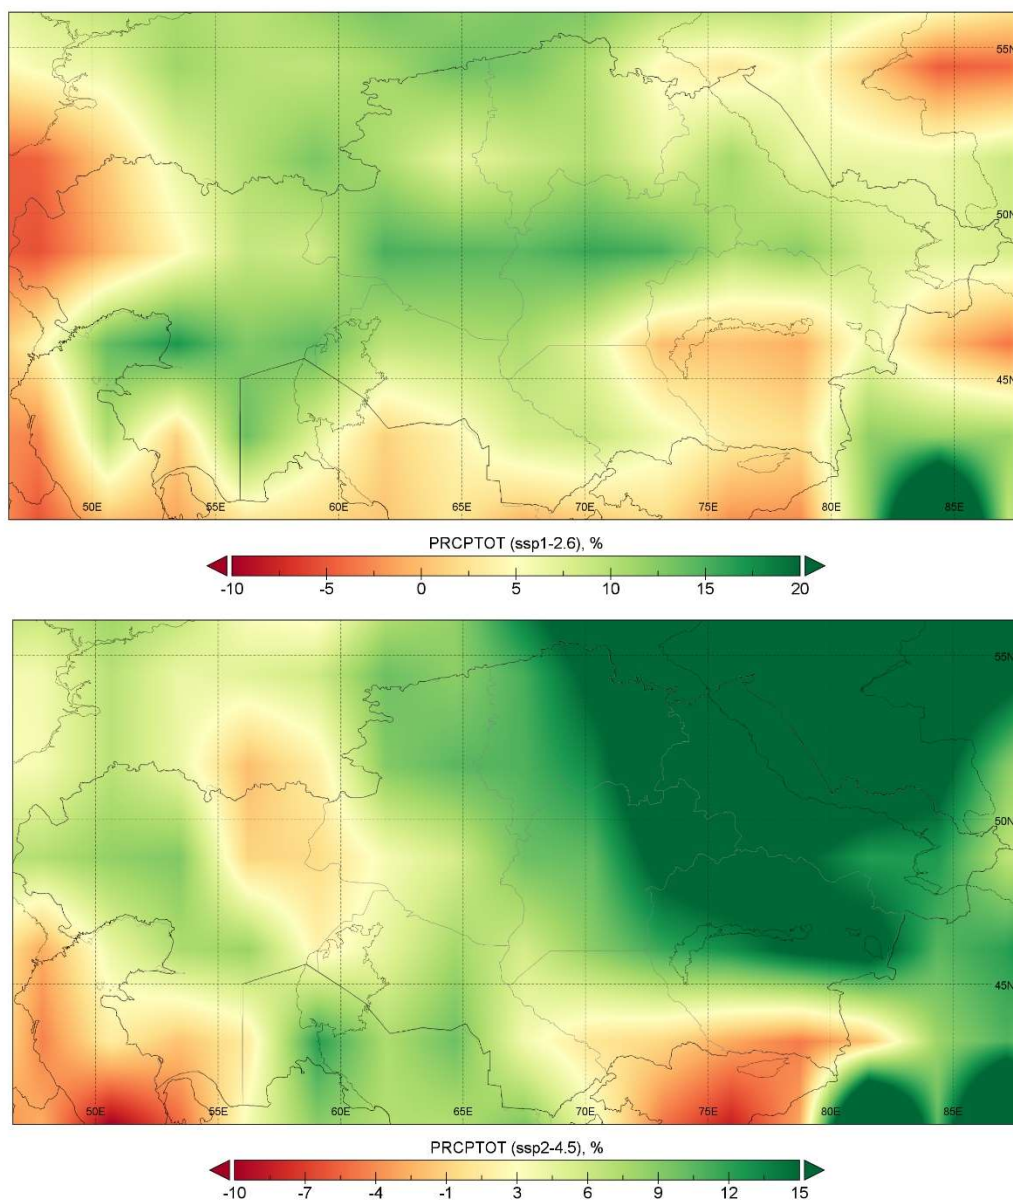 55N
50N
45N
50E 55E 60E 65E 70E 75E 80E 85E
PRCPTOT (ssp1-2.6), %
-10 -5 0 5 10 15 20
55N
50N
45N
50E 55E 60E 65E 70E 75E 80E 85E
PRCPTOT (ssp2-4.5), %
-10 -7 -4 -1 3 6 9 12 15